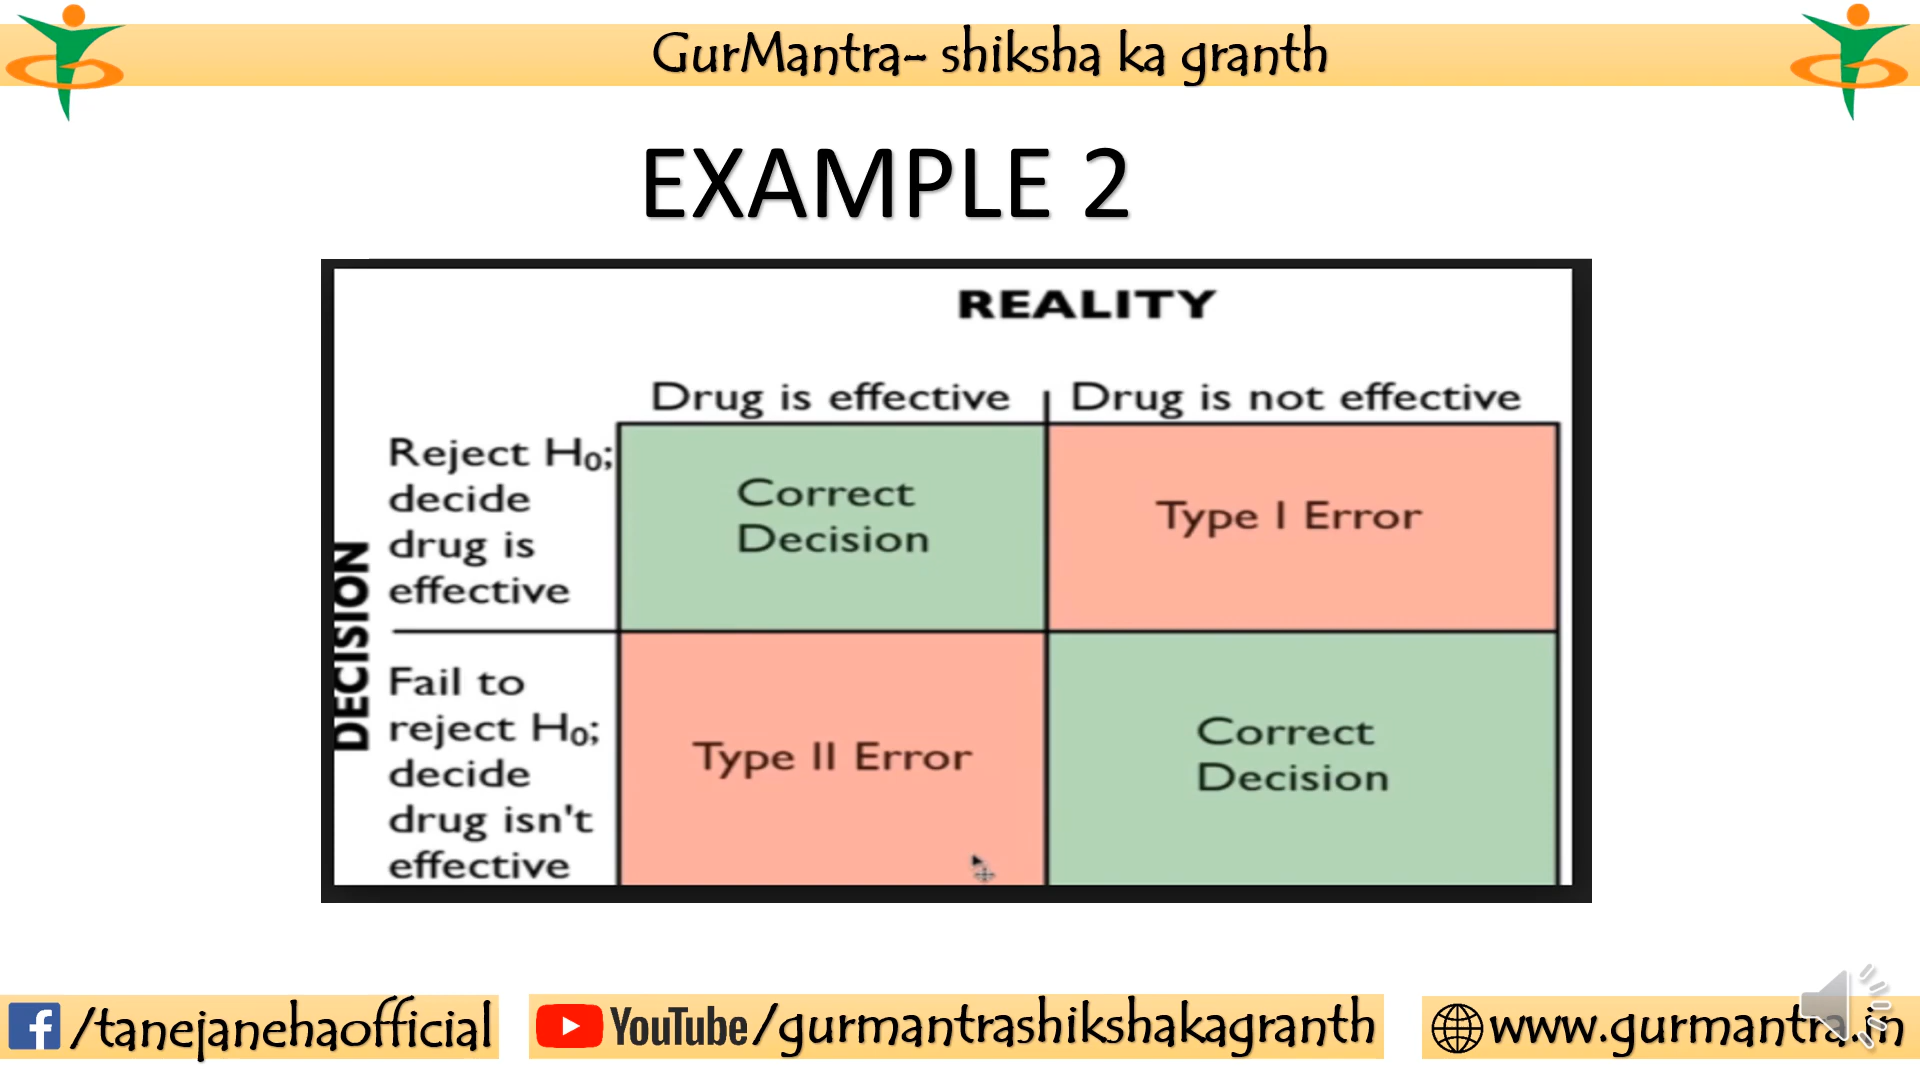 GurMantra- shiksha ka granth
EXAMPLE 2
REALITY
Drug is effective
Drug is not effective
DECISION
Reject H₀;
decide
drug is
effective
Correct
Decision
Type I Error
Fail to
reject H₀;
decide
drug isn't
effective
Type II Error
Correct
Decision
/tanejanehaofficial
YouTube/gurmantrashikshakagranth
www.gurmantra.in